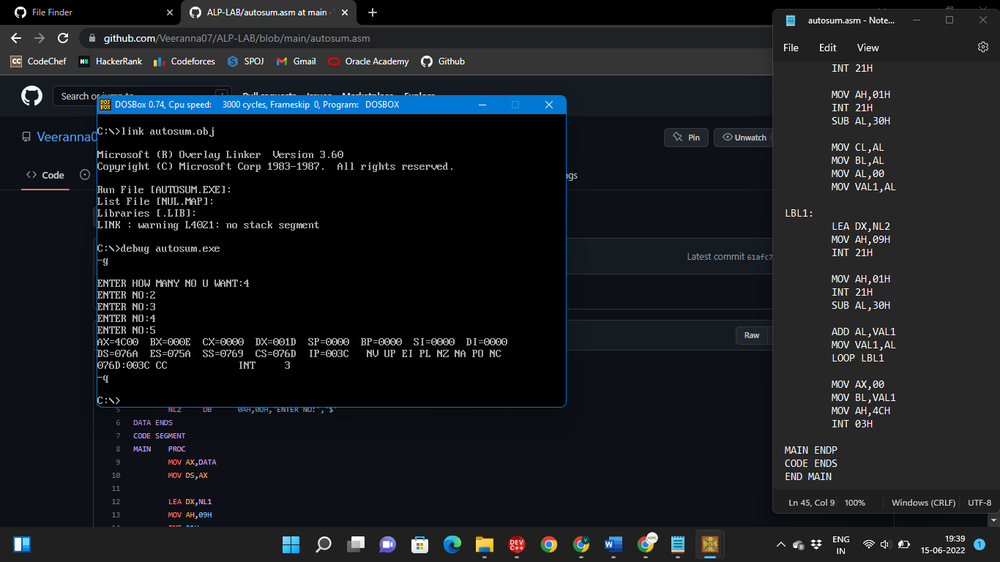 File Finder
ALP-LAB/autosum.asm at main ·
github.com/Veeranna07/ALP-LAB/blob/main/autosum.asm
CodeChef HackerRank Codeforces SPOJ Gmail Oracle Academy Github
Search or jump to... / Pull requests Issues Marketplace Explore
Veeranna0
Pin Unwatch
Code
ngs
Latest commit 61afc7
Raw
DOSBox 0.74, Cpu speed: 3000 cycles, Frameskip 0, Program: DOSBOX
C:\>link autosum.obj
Microsoft (R) Overlay Linker Version 3.60
Copyright (C) Microsoft Corp 1983-1987. All rights reserved.
Run File [AUTOSUM.EXE]:
List File [NUL.MAP]:
Libraries [.LIB]:
LINK : warning L4021: no stack segment
C:\>debug autosum.exe
-g
ENTER HOW MANY NO U WANT:4
ENTER NO:2
ENTER NO:3
ENTER NO:4
ENTER NO:5
AX=4C00 BX=000E CX=0000 DX=001D SP=0000 BP=0000 SI=0000 DI=0000
DS=076A ES=075A SS=0769 CS=076D IP=003C NV UP EI PL NZ NA PO NC
076D:003C CC INT 3
-q
C:\>
5 NL2 DB 0AH,0DH,'ENTER NO:','$'
6 DATA ENDS
7 CODE SEGMENT
8 MAIN PROC
9 MOV AX,DATA
10 MOV DS,AX
11
12 LEA DX,NL1
13 MOV AH,09H
14 INT 21H
autosum.asm - Note...
File Edit View
INT 21H
MOV AH,01H
INT 21H
SUB AL,30H
MOV CL,AL
MOV BL,AL
MOV AL,00
MOV VAL1,AL
LBL1:
LEA DX,NL2
MOV AH,09H
INT 21H
MOV AH,01H
INT 21H
SUB AL,30H
ADD AL,VAL1
MOV VAL1,AL
LOOP LBL1
MOV AX,00
MOV BL,VAL1
MOV AH,4CH
INT 03H
MAIN ENDP
CODE ENDS
END MAIN
Ln 45, Col 9 100% Windows (CRLF) UTF-8
ENG
IN
19:39
15-06-2022
1